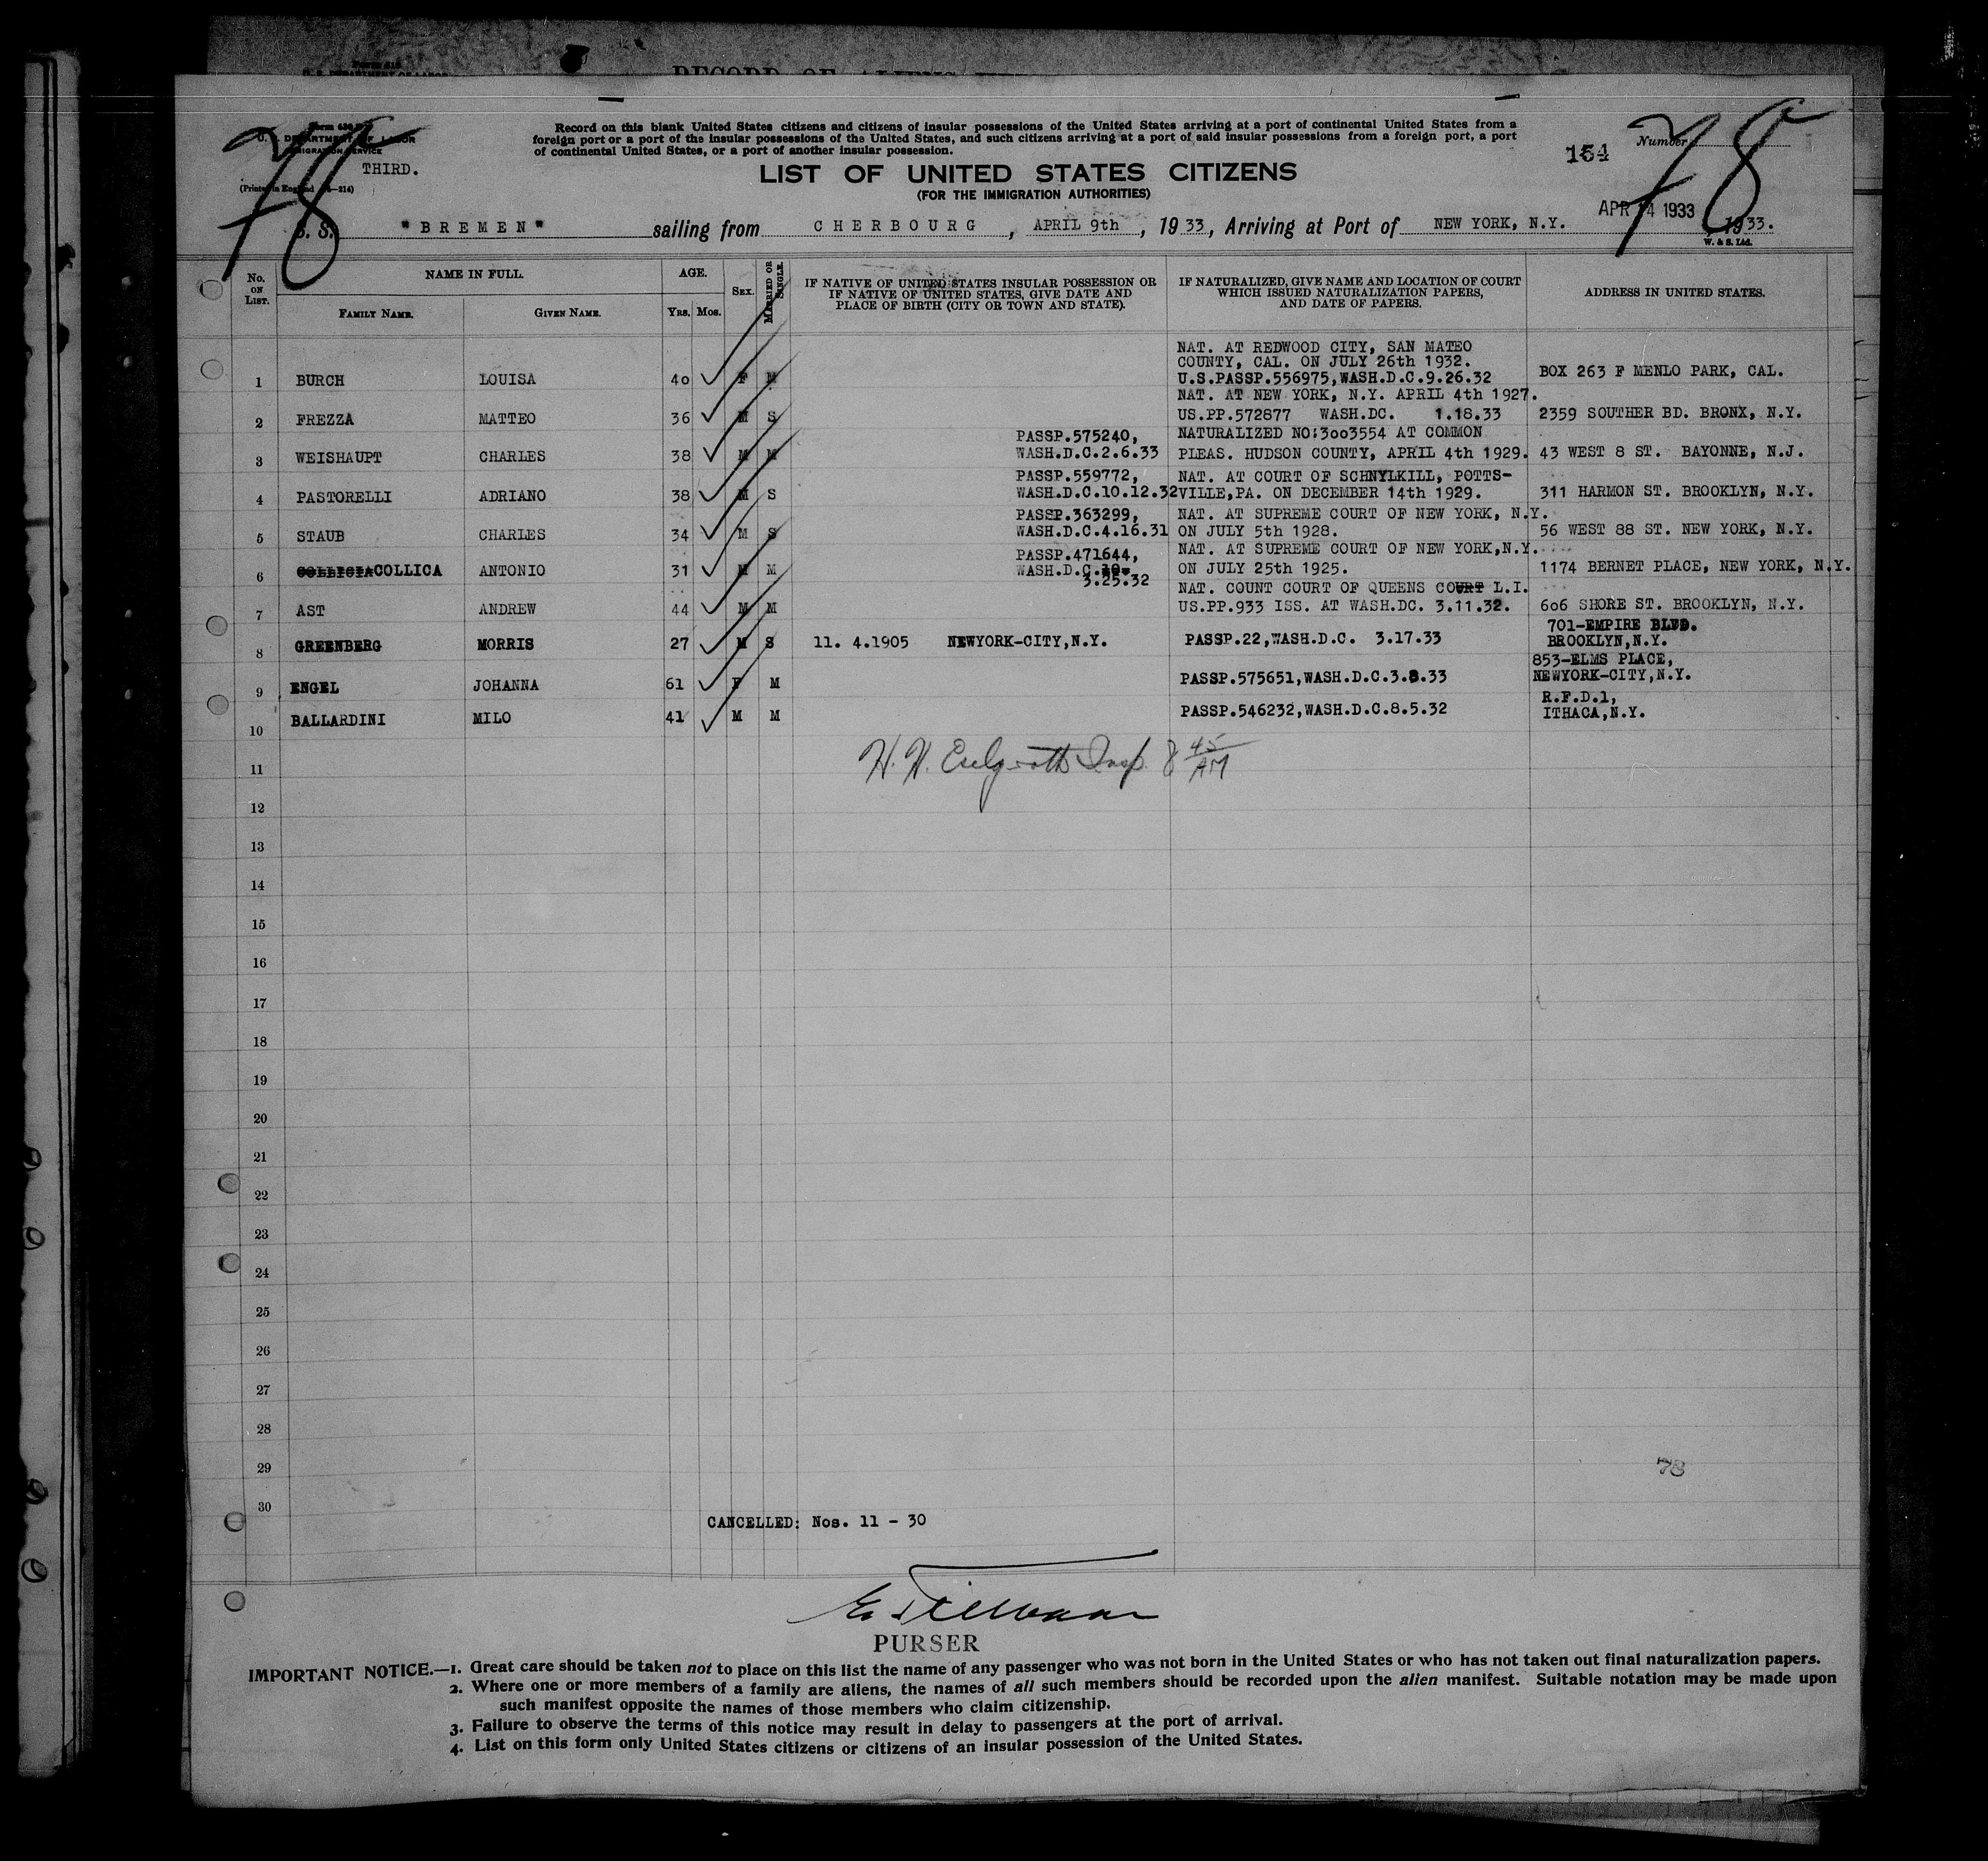 RECORD OF ALIENS
78
THIRD.
Record on this blank United States citizens and citizens of insular possessions of the United States arriving at a port of continental United States from a
foreign port or a port of the insular possessions of the United States, and such citizens arriving at a port of said insular possessions from a foreign port, a port
of continental United States, or a port of another insular possession.
154
Number
78
LIST OF UNITED STATES CITIZENS
(FOR THE IMMIGRATION AUTHORITIES)
S. S. "BREMEN" sailing from CHERBOURG, APRIL 9th, 1933, Arriving at Port of NEW YORK, N.Y. APR 14 1933 1933.
W. & S. Ltd.
No. ON LIST. NAME IN FULL. AGE. SEX. MARRIED OR SINGLE. IF NATIVE OF UNITED STATES INSULAR POSSESSION OR IF NATIVE OF UNITED STATES, GIVE DATE AND PLACE OF BIRTH (CITY OR TOWN AND STATE). IF NATURALIZED, GIVE NAME AND LOCATION OF COURT WHICH ISSUED NATURALIZATION PAPERS, AND DATE OF PAPERS. ADDRESS IN UNITED STATES.
FAMILY NAME. GIVEN NAME. YRS. MOS.
NAT. AT REDWOOD CITY, SAN MATEO
COUNTY, CAL. ON JULY 26th 1932.
1 BURCH LOUISA 40 F M U.S.PASSP.556975,WASH.D.C.9.26.32 BOX 263 F MENLO PARK, CAL.
NAT. AT NEW YORK, N.Y. APRIL 4th 1927.
2 FREZZA MATTEO 36 M S US.PP.572877 WASH.DC. 1.18.33 2359 SOUTHER BD. BRONX, N.Y.
PASSP.575240, NATURALIZED NO:3003554 AT COMMON
3 WEISHAUPT CHARLES 38 M M WASH.D.C.2.6.33 PLEAS. HUDSON COUNTY, APRIL 4th 1929. 43 WEST 8 ST. BAYONNE, N.J.
PASSP.559772, NAT. AT COURT OF SCHNYLKILL, POTTS-
4 PASTORELLI ADRIANO 38 M S WASH.D.C.10.12.32 VILLE,PA. ON DECEMBER 14th 1929. 311 HARMON ST. BROOKLYN, N.Y.
PASSP.363299, NAT. AT SUPREME COURT OF NEW YORK, N.Y.
5 STAUB CHARLES 34 M S WASH.D.C.4.16.31 ON JULY 5th 1928. 56 WEST 88 ST. NEW YORK, N.Y.
PASSP.471644, NAT. AT SUPREME COURT OF NEW YORK,N.Y.
6 COLLICA ANTONIO 31 M M WASH.D.C. ON JULY 25th 1925. 1174 BERNET PLACE, NEW YORK, N.Y.
3.25.32 NAT. COUNT COURT OF QUEENS COURT L.I.
7 AST ANDREW 44 M M US.PP.933 ISS. AT WASH.DC. 3.11.32. 606 SHORE ST. BROOKLYN, N.Y.
701-EMPIRE BLVD.
8 GREENBERG MORRIS 27 M S 11. 4.1905 NEWYORK-CITY,N.Y. PASSP.22,WASH.D.C. 3.17.33 BROOKLYN,N.Y.
853-ELMS PLACE,
9 ENGEL JOHANNA 61 F M PASSP.575651,WASH.D.C.3.8.33 NEWYORK-CITY,N.Y.
R.F.D.1,
10 BALLARDINI MILO 41 M M PASSP.546232,WASH.D.C.8.5.32 ITHACA,N.Y.
11 H. H. Insp. 8 45 AM
12
13
14
15
16
17
18
19
20
21
22
23
24
25
26
27
28
29 78
30
CANCELLED: Nos. 11 - 30
PURSER
IMPORTANT NOTICE.—1. Great care should be taken not to place on this list the name of any passenger who was not born in the United States or who has not taken out final naturalization papers.
2. Where one or more members of a family are aliens, the names of all such members should be recorded upon the alien manifest. Suitable notation may be made upon
such manifest opposite the names of those members who claim citizenship.
3. Failure to observe the terms of this notice may result in delay to passengers at the port of arrival.
4. List on this form only United States citizens or citizens of an insular possession of the United States.